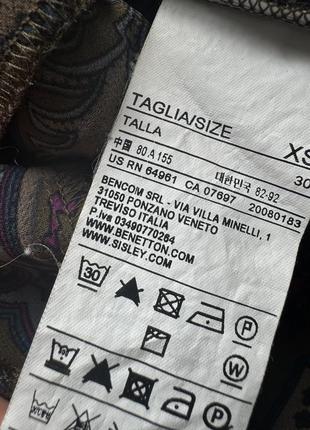 TAGLIA/SIZE XS
TALLA 30
中国 80.A 155 대한민국 82-92
US RN 64961 CA 07697 20080183
BENCOM SRL - VIA VILLA MINELLI, 1
31050 PONZANO VENETO
TREVISO ITALIA
P.Iva 03490770264
WWW.BENETTON.COM
WWW.SISLEY.COM
30
P
W